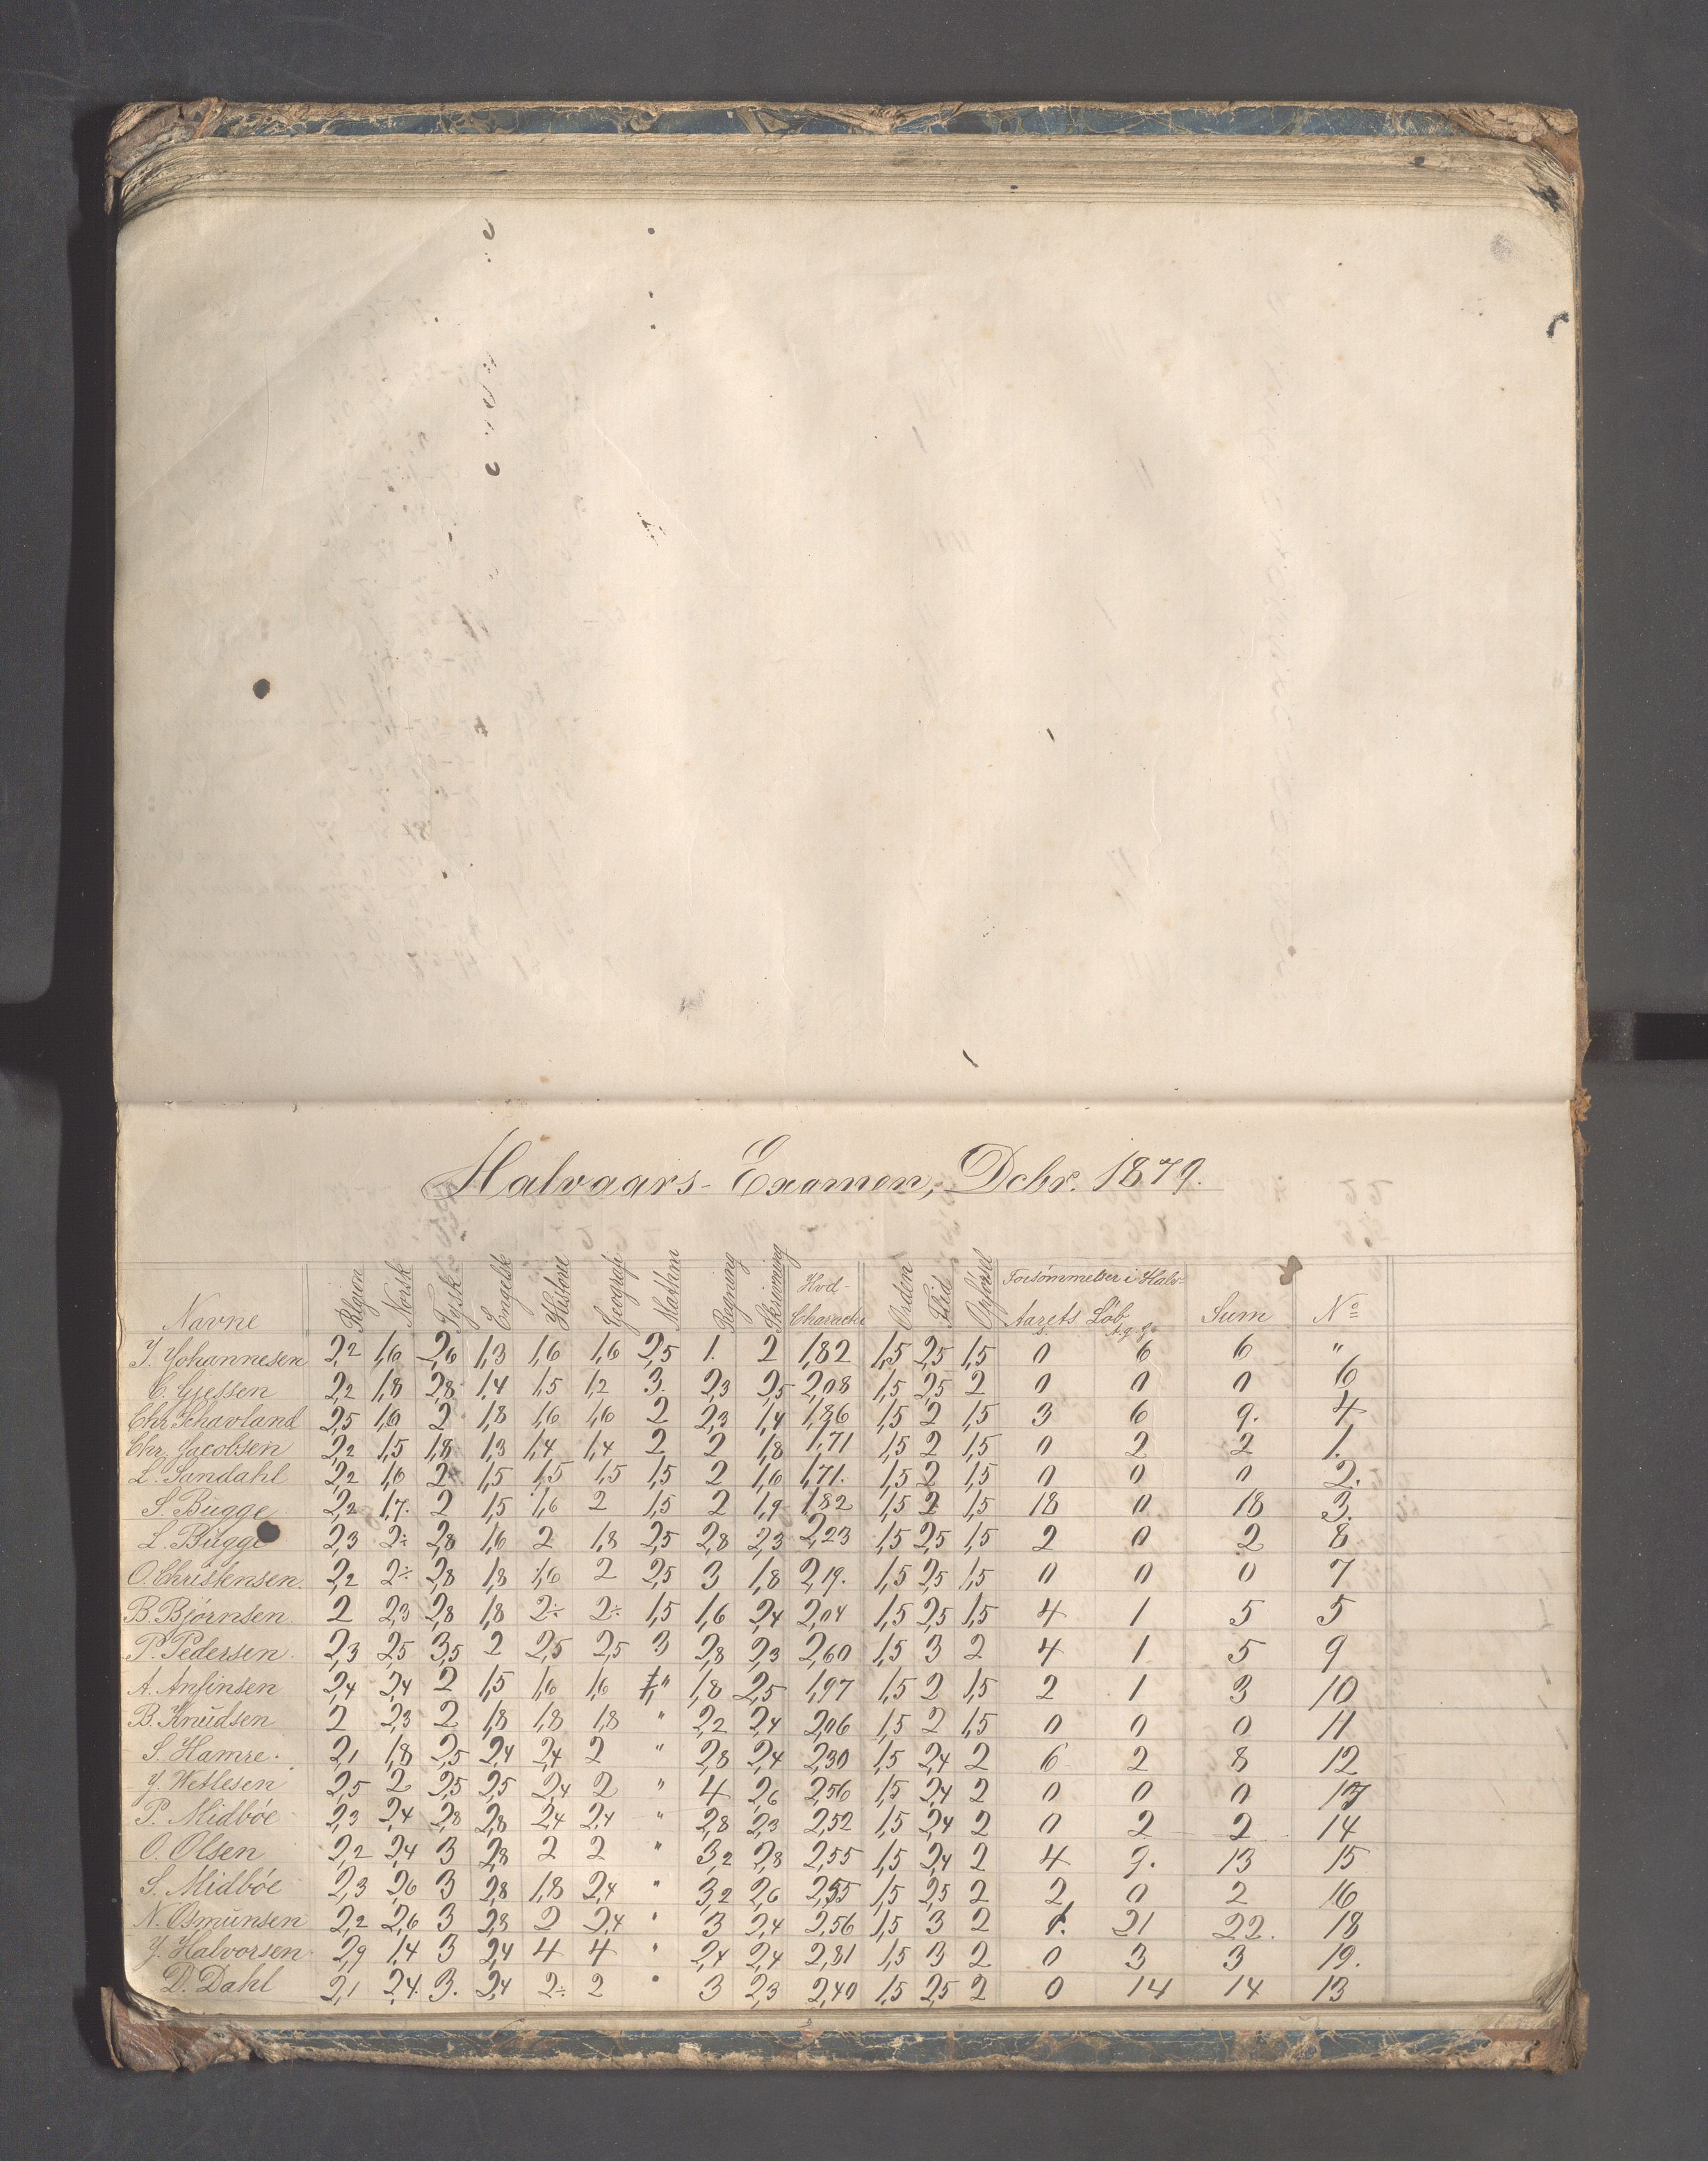 Halvaars-Examen, Dcbr. 1879.
Navne Religion Norsk Tysk Engelsk Historie Geografi Mathem Regning Skrivning Hvd-Charact. Orden Flid Opførsel Forsömmelser i Halv-Aarets Löb s. Sum No
J. Johannesen 2,2 1,6 2,6 1,3 1,6 1,6 2,5 1. 2 1,82 1,5 2,5 1,5 0 6 6 "
C. Giessen 2,2 1,8 2,8 1,4 1,5 1,2 3. 2,3 2,5 2,08 1,5 2,5 2 0 0 0 6
Chr. Schavland 2,5 1,6 2 1,8 1,6 1,6 2 2,3 1,4 1,86 1,5 2 1,5 3 6 9. 4
Chr. Jacobsen 2,2 1,5 1,8 1,3 1,4 1,4 2 2 1,8 1,71 1,5 2 1,5 0 2 2 1.
L. Sandahl 2,2 1,6 2÷ 1,5 1,5 1,5 1,5 2 1,6 1,71. 1,5 2 1,5 0 0 0 2.
S. Bugge 2,2 1,7. 2 1,5 1,6 2 1,5 2 1,9 1,82 1,5 2 1,5 18 0 18 3.
L. Bugge 2,3 2÷ 2,8 1,6 2 1,8 2,5 2,8 2,3 2,23 1,5 2,5 1,5 2 0 2 8
O. Christensen 2,2 2÷ 2,8 1,8 1,6 2 2,5 3 1,8 2,19. 1,5 2,5 1,5 0 0 0 7
B. Björnsen 2 2,3 2,8 1,8 2÷ 2÷ 1,5 1,6 2,4 2,04 1,5 2,5 1,5 4 1 5 5
P. Pedersen 2,3 2,5 3,5 2 2,5 2,5 3 2,8 2,3 2,60 1,5 3 2 4 1 5 9
A. Anfinsen 2,4 2,4 2 1,5 1,6 1,6 " 1,8 2,5 1,97 1,5 2 1,5 2 1 3 10
B. Knudsen 2 2,3 2 1,8 1,8 1,8 " 2,2 2,4 2,06 1,5 2 1,5 0 0 0 11
S. Hamre. 2,1 1,8 2,5 2,4 2,4 2 " 2,8 2,4 2,30 1,5 2,4 2 6 2 8 12
J. Wetlesen 2,5 2 2,5 2,5 2,4 2 " 4 2,6 2,56 1,5 2,4 2 0 0 0 17
P. Midböe 2,3 2,4 2,8 2,8 2,4 2,4 " 2,8 2,3 2,52 1,5 2,4 2 0 2 2 14
O. Olsen 2,2 2,4 3 2,8 2 2 " 3,2 2,8 2,55 1,5 2,4 2 4 9. 13 15
S. Midböe 2,3 2,6 3 2,8 1,8 2,4 " 3,2 2,6 2,55 1,5 2,5 2 2 0 2 16
N. Osmunsen 2,2 2,6 3 2,8 2 2,4 " 3 2,4 2,56 1,5 3 2 1. 21 22. 18
J. Halvorsen 2,9 1,4 3 2,4 4 4 " 2,4 2,4 2,81 1,5 3 2 0 3 3 19.
D. Dahl 2,1 2,4. 3. 2,4 2÷ 2 " 3 2,3 2,40 1,5 2,5 2 0 14 14 13